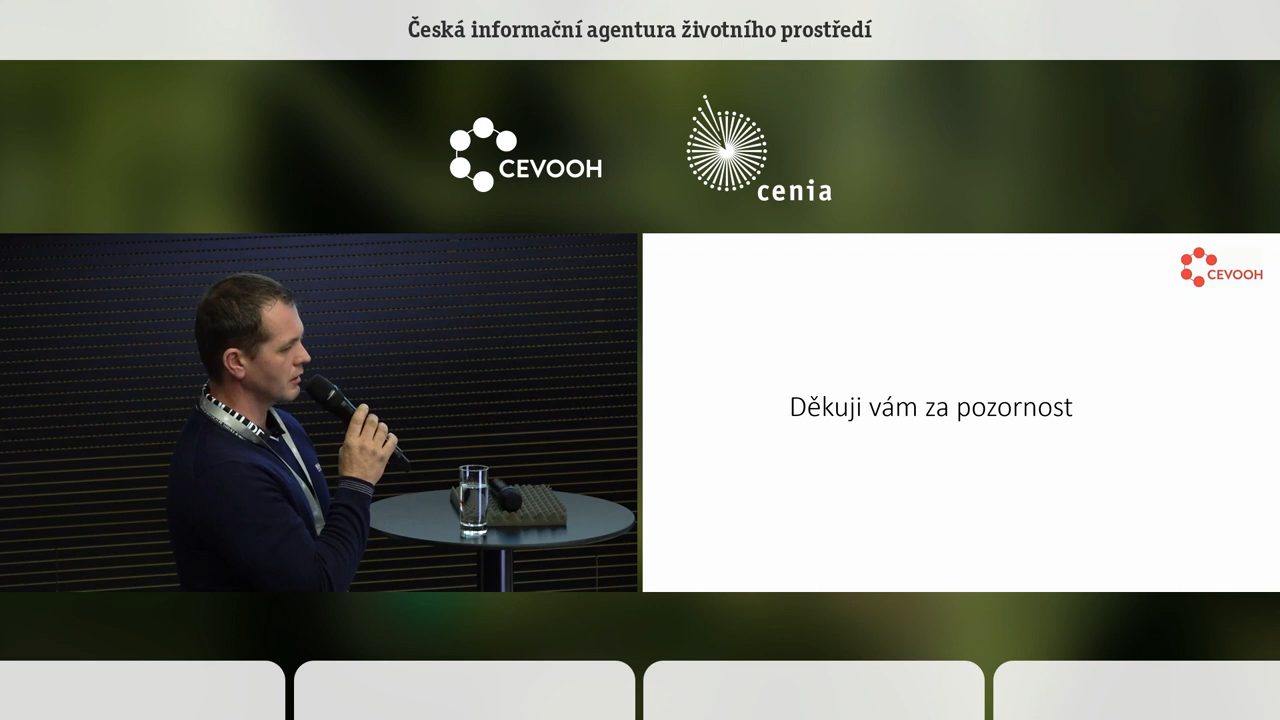 Česká informační agentura životního prostředí
CEVOOH
cenia
CEVOOH
Děkuji vám za pozornost